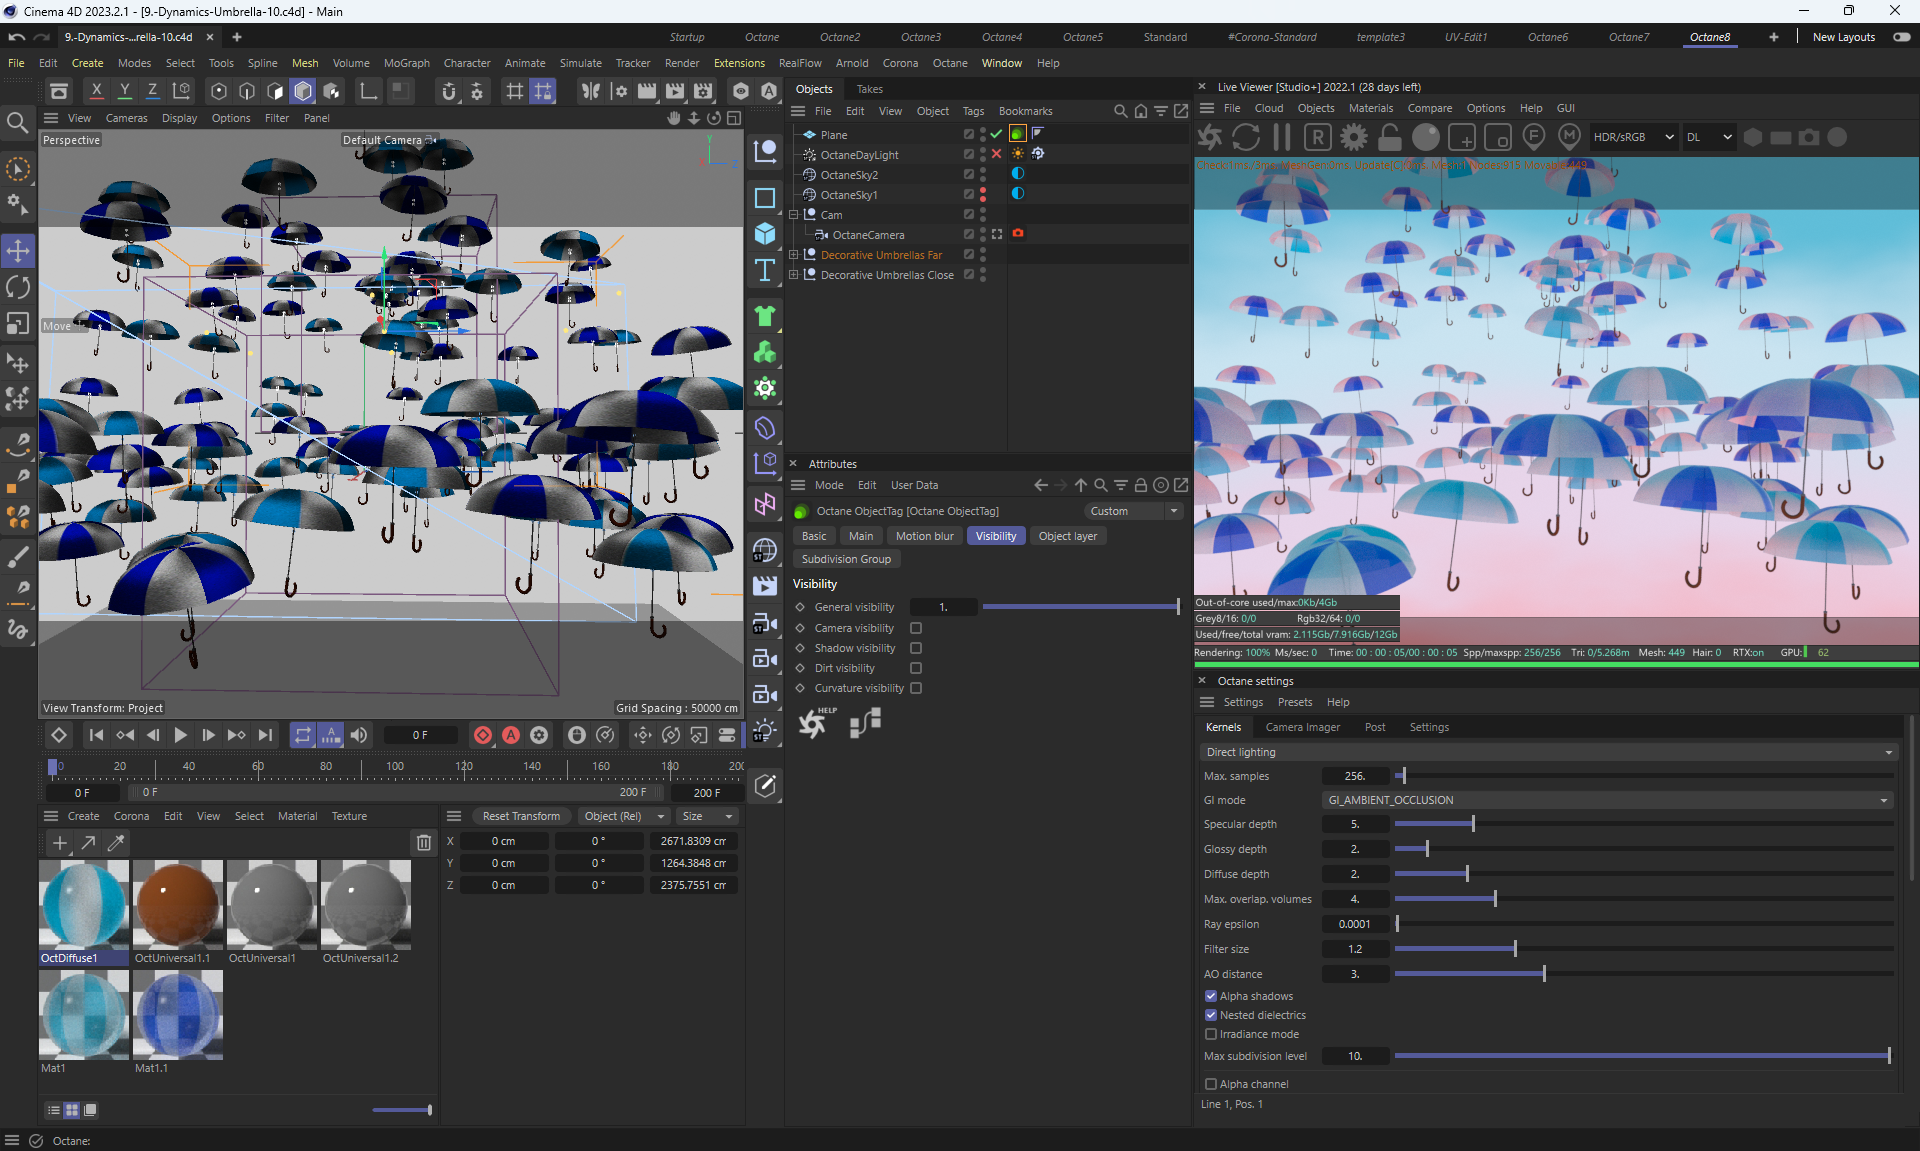 Cinema 4D 2023.2.1 - [9.-Dynamics-Umbrella-10.c4d] - Main
9.-Dynamics-...rella-10.c4d
Startup Octane Octane2 Octane3 Octane4 Octane5 Standard #Corona-Standard template3 UV-Edit1 Octane6 Octane7 Octane8 New Layouts
File Edit Create Modes Select Tools Spline Mesh Volume MoGraph Character Animate Simulate Tracker Render Extensions RealFlow Arnold Corona Octane Window Help
X Y Z
View Cameras Display Options Filter Panel
Perspective
Default Camera
Move
View Transform: Project
Grid Spacing : 50000 cm
0 F
0 20 40 60 80 100 120 140 160 180 200
0 F
0 F
200 F
200 F
Create Corona Edit View Select Material Texture
OctDiffuse1
OctUniversal1.1
OctUniversal1
OctUniversal1.2
Mat1
Mat1.1
Reset Transform
Object (Rel)
Size
X 0 cm 0 ° 2671.8309 cm
Y 0 cm 0 ° 1264.3848 cm
Z 0 cm 0 ° 2375.7551 cm
Octane:
Objects Takes
File Edit View Object Tags Bookmarks
Plane
OctaneDayLight
OctaneSky2
OctaneSky1
Cam
OctaneCamera
Decorative Umbrellas Far
Decorative Umbrellas Close
Attributes
Mode Edit User Data
Octane ObjectTag [Octane ObjectTag]
Custom
Basic Main Motion blur Visibility Object layer
Subdivision Group
Visibility
General visibility 1.
Camera visibility
Shadow visibility
Dirt visibility
Curvature visibility
HELP
Live Viewer [Studio+] 2022.1 (28 days left)
File Cloud Objects Materials Compare Options Help GUI
HDR/sRGB
DL
Out-of-core used/max:0Kb/4Gb
Grey8/16: 0/0 Rgb32/64: 0/0
Used/free/total vram: 2.115Gb/7.916Gb/12Gb
Rendering: 100% Ms/sec: 0 Time: 00 : 00 : 05/00 : 00 : 05 Spp/maxspp: 256/256 Tri: 0/5.268m Mesh: 449 Hair: 0 RTX:on GPU: 62
Octane settings
Settings Presets Help
Kernels Camera Imager Post Settings
Direct lighting
Max. samples 256.
GI mode GI_AMBIENT_OCCLUSION
Specular depth 5.
Glossy depth 2.
Diffuse depth 2.
Max. overlap. volumes 4.
Ray epsilon 0.0001
Filter size 1.2
AO distance 3.
Alpha shadows
Nested dielectrics
Irradiance mode
Max subdivision level 10.
Alpha channel
Line 1, Pos. 1